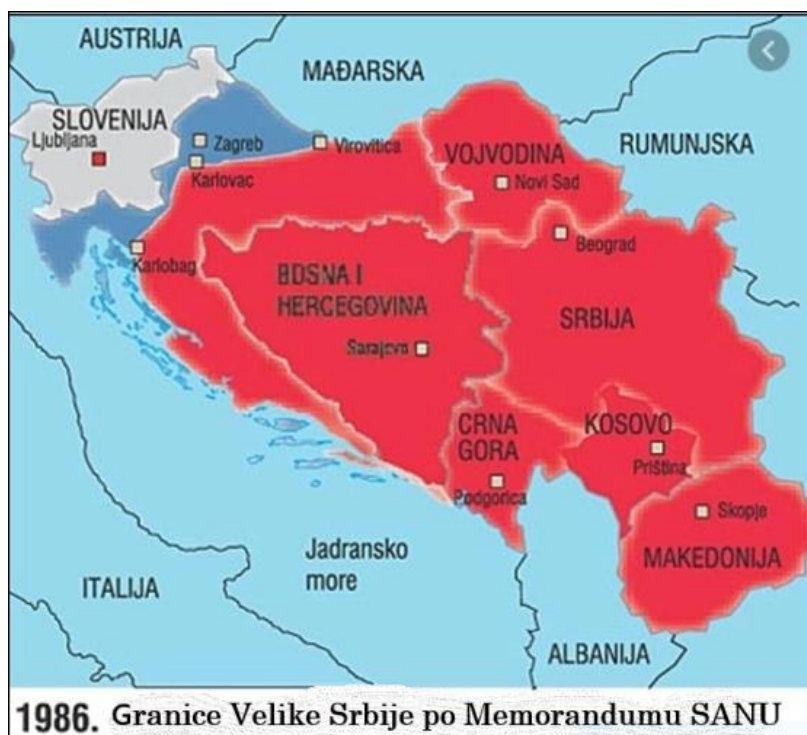 AUSTRIJA
MAĐARSKA
SLOVENIJA
Ljubljana
Zagreb
Virovitica
RUMUNJSKA
VOJVODINA
Karlovac
Novi Sad
Beograd
Karlobag
BOSNA I
HERCEGOVINA
SRBIJA
Sarajevo
CRNA
GORA
KOSOVO
Priština
Podgorica
Skopje
Jadransko
more
MAKEDONIJA
ITALIJA
ALBANIJA
1986. Granice Velike Srbije po Memorandumu SANU